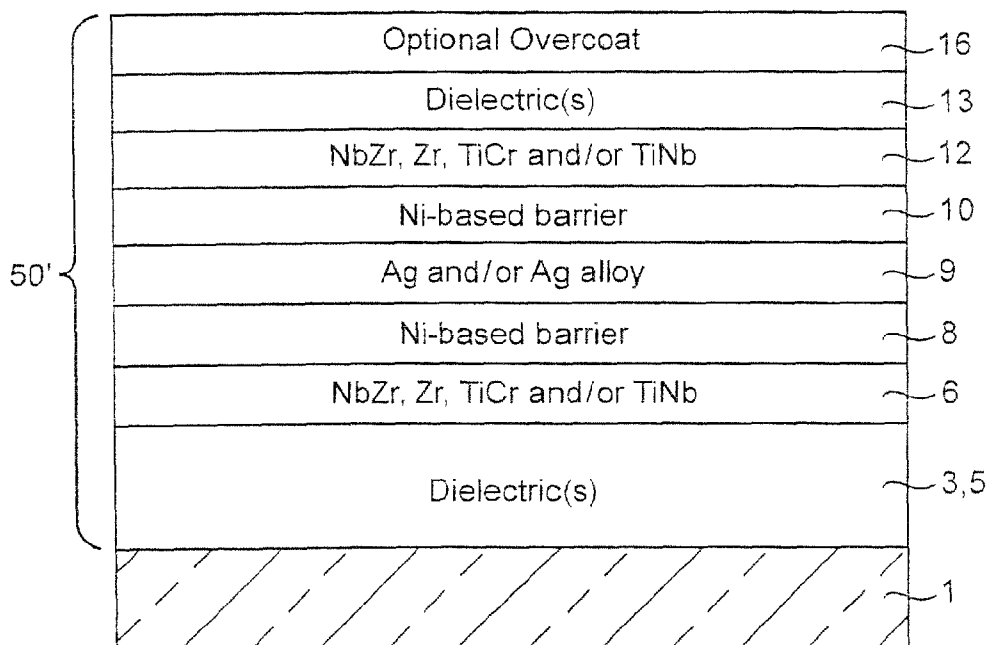 Optional Overcoat 16
Dielectric(s) 13
NbZr, Zr, TiCr and/or TiNb 12
Ni-based barrier 10
50' Ag and/or Ag alloy 9
Ni-based barrier 8
NbZr, Zr, TiCr and/or TiNb 6
Dielectric(s) 3,5
1